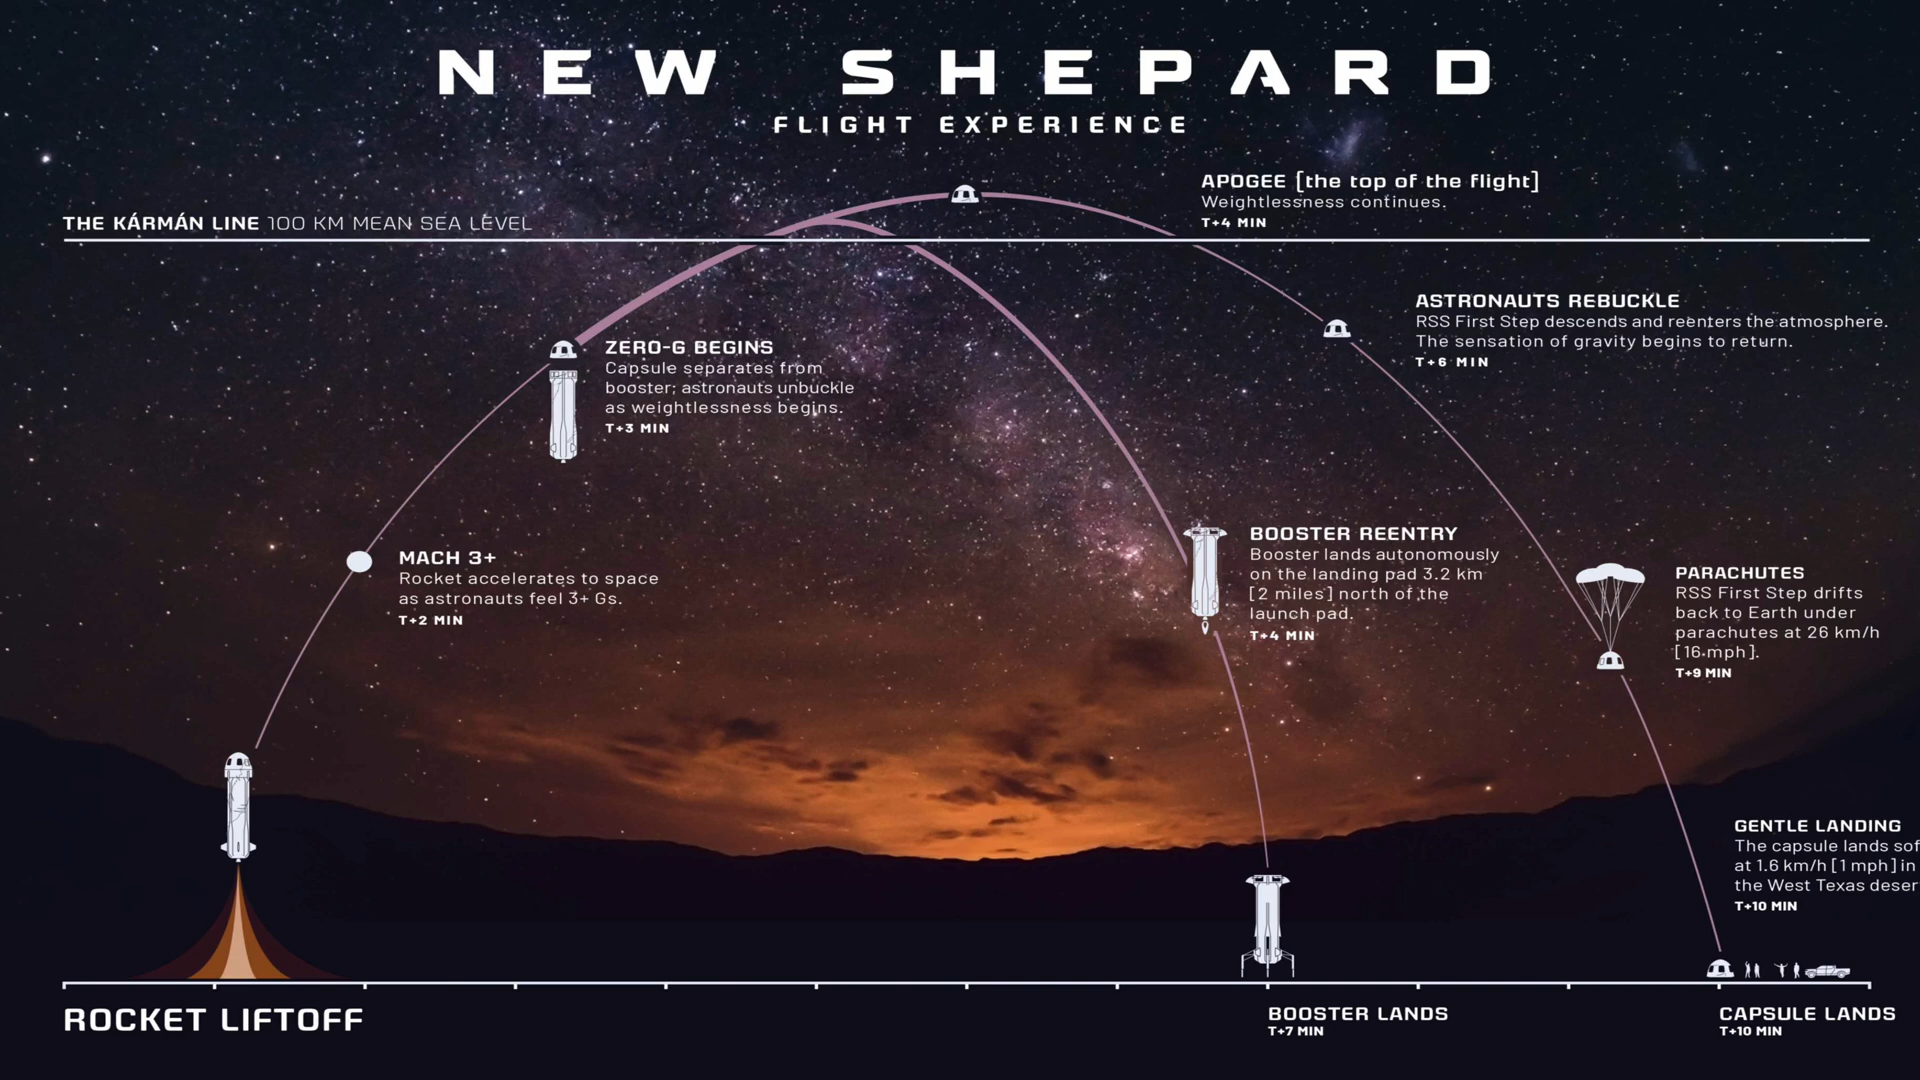 NEW SHEPARD
FLIGHT EXPERIENCE
THE KÁRMÁN LINE 100 KM MEAN SEA LEVEL
APOGEE [the top of the flight]
Weightlessness continues.
T+4 MIN
ASTRONAUTS REBUCKLE
RSS First Step descends and reenters the atmosphere.
The sensation of gravity begins to return.
T+6 MIN
ZERO-G BEGINS
Capsule separates from
booster; astronauts unbuckle
as weightlessness begins.
T+3 MIN
MACH 3+
Rocket accelerates to space
as astronauts feel 3+ Gs.
T+2 MIN
BOOSTER REENTRY
Booster lands autonomously
on the landing pad 3.2 km
[2 miles] north of the
launch pad.
T+4 MIN
PARACHUTES
RSS First Step drifts
back to Earth under
parachutes at 26 km/h
[16 mph].
T+9 MIN
GENTLE LANDING
The capsule lands sof
at 1.6 km/h [1 mph] in
the West Texas deser
T+10 MIN
ROCKET LIFTOFF
BOOSTER LANDS
T+7 MIN
CAPSULE LANDS
T+10 MIN